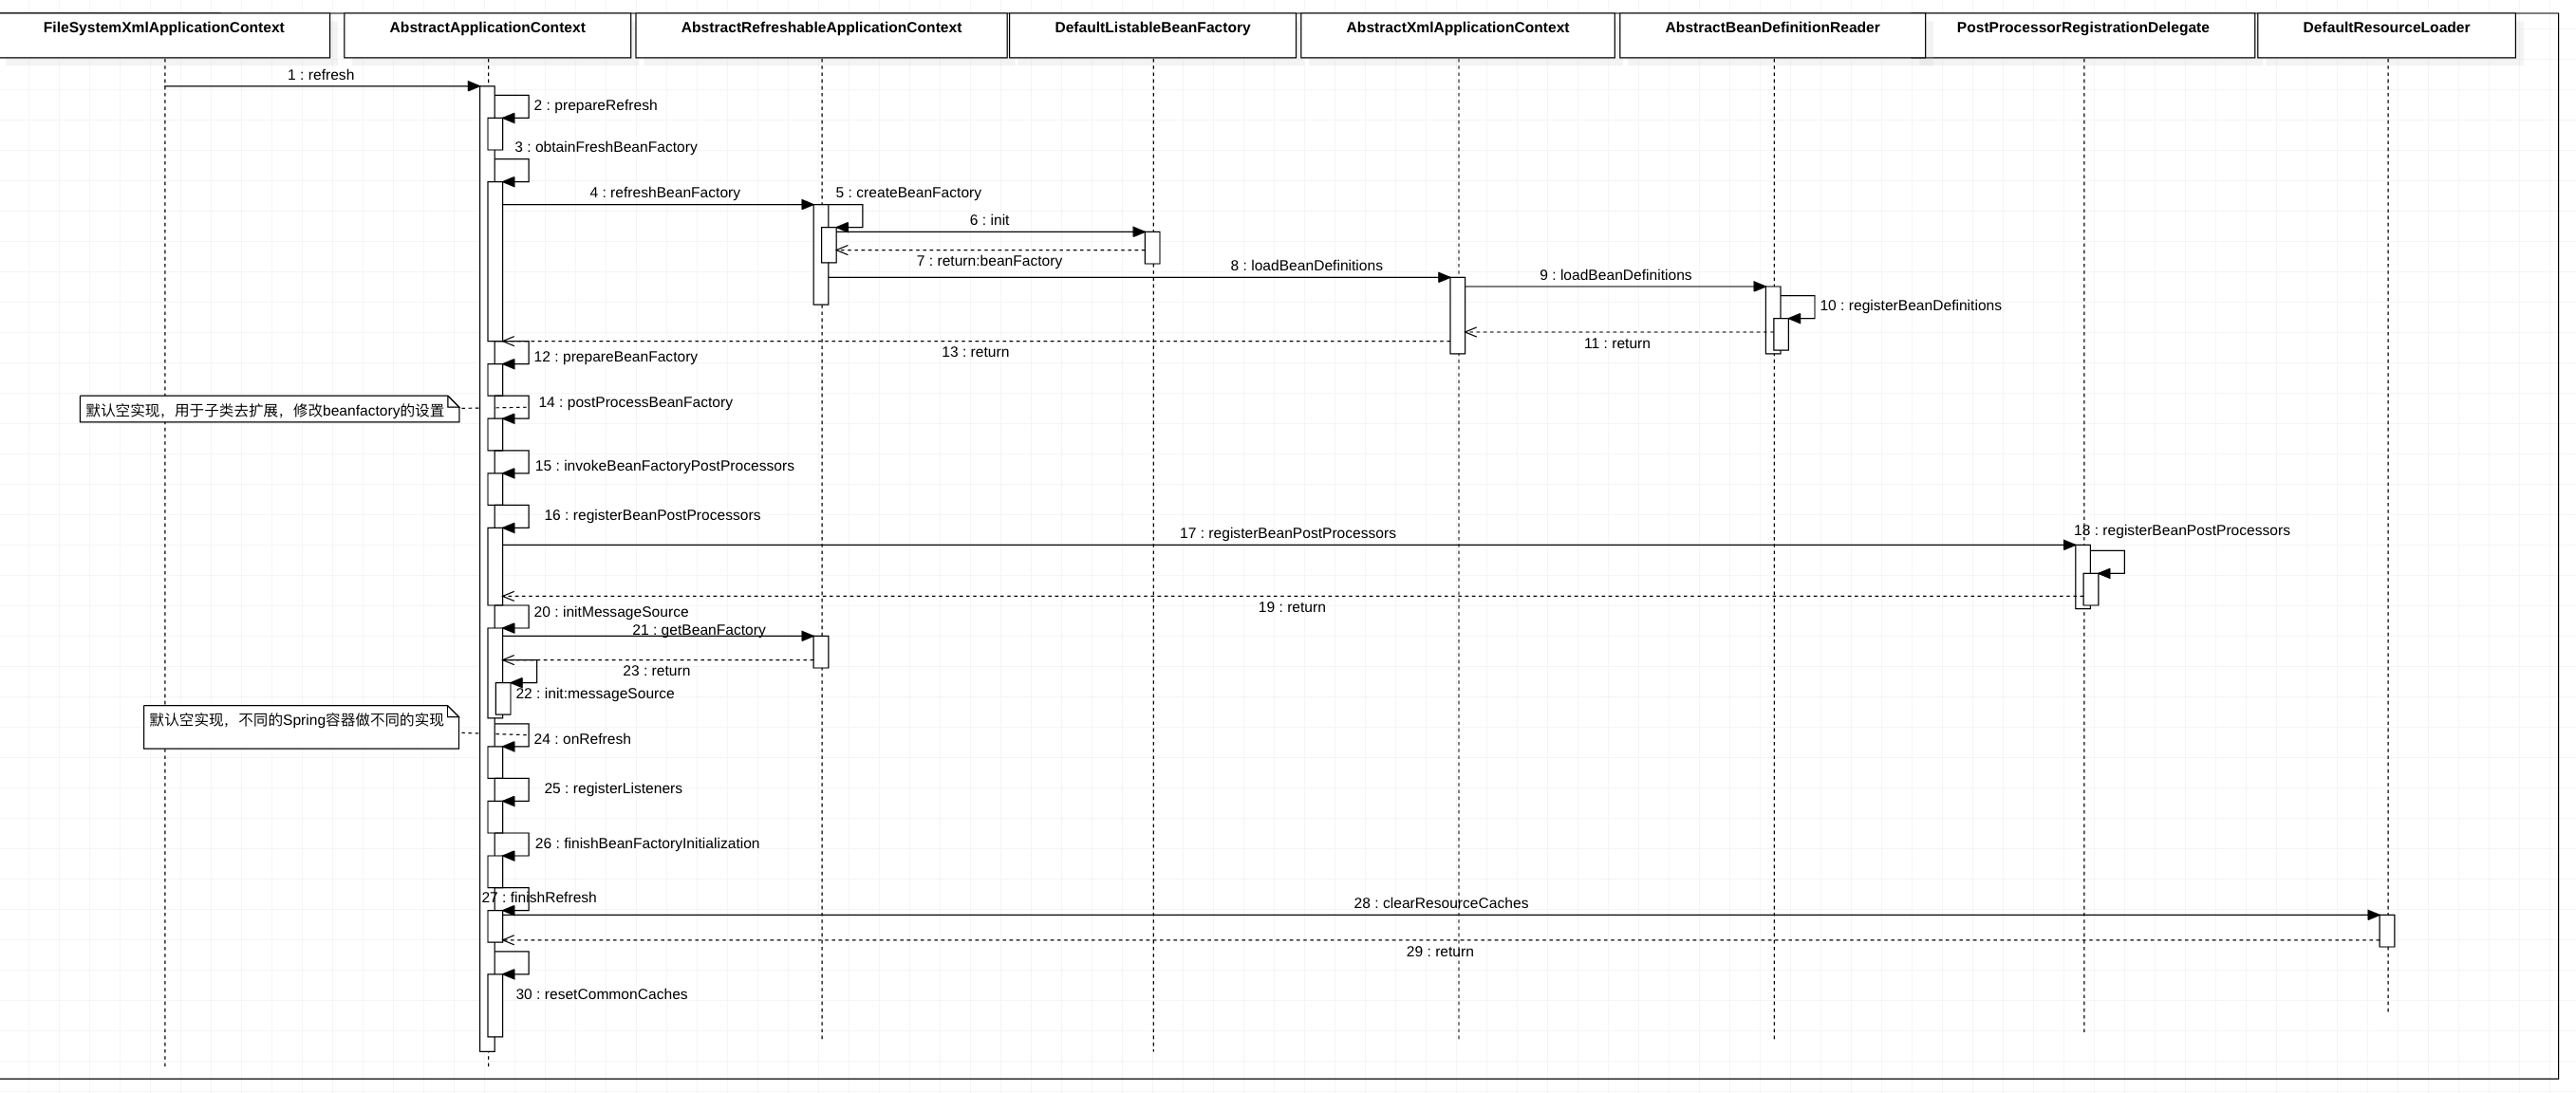 FileSystemXmlApplicationContext
AbstractApplicationContext
AbstractRefreshableApplicationContext
DefaultListableBeanFactory
AbstractXmlApplicationContext
AbstractBeanDefinitionReader
PostProcessorRegistrationDelegate
DefaultResourceLoader
1 : refresh
2 : prepareRefresh
3 : obtainFreshBeanFactory
4 : refreshBeanFactory
5 : createBeanFactory
6 : init
7 : return:beanFactory
8 : loadBeanDefinitions
9 : loadBeanDefinitions
10 : registerBeanDefinitions
11 : return
13 : return
12 : prepareBeanFactory
默认空实现，用于子类去扩展，修改beanfactory的设置
14 : postProcessBeanFactory
15 : invokeBeanFactoryPostProcessors
16 : registerBeanPostProcessors
17 : registerBeanPostProcessors
18 : registerBeanPostProcessors
19 : return
20 : initMessageSource
21 : getBeanFactory
23 : return
22 : init:messageSource
默认空实现，不同的Spring容器做不同的实现
24 : onRefresh
25 : registerListeners
26 : finishBeanFactoryInitialization
27 : finishRefresh
28 : clearResourceCaches
29 : return
30 : resetCommonCaches